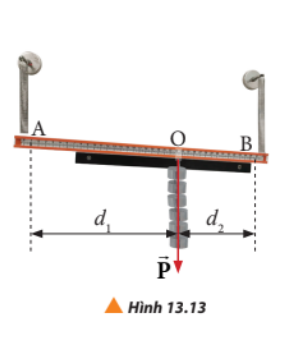 A O B
d₁ d₂
P⃗
▲ Hình 13.13